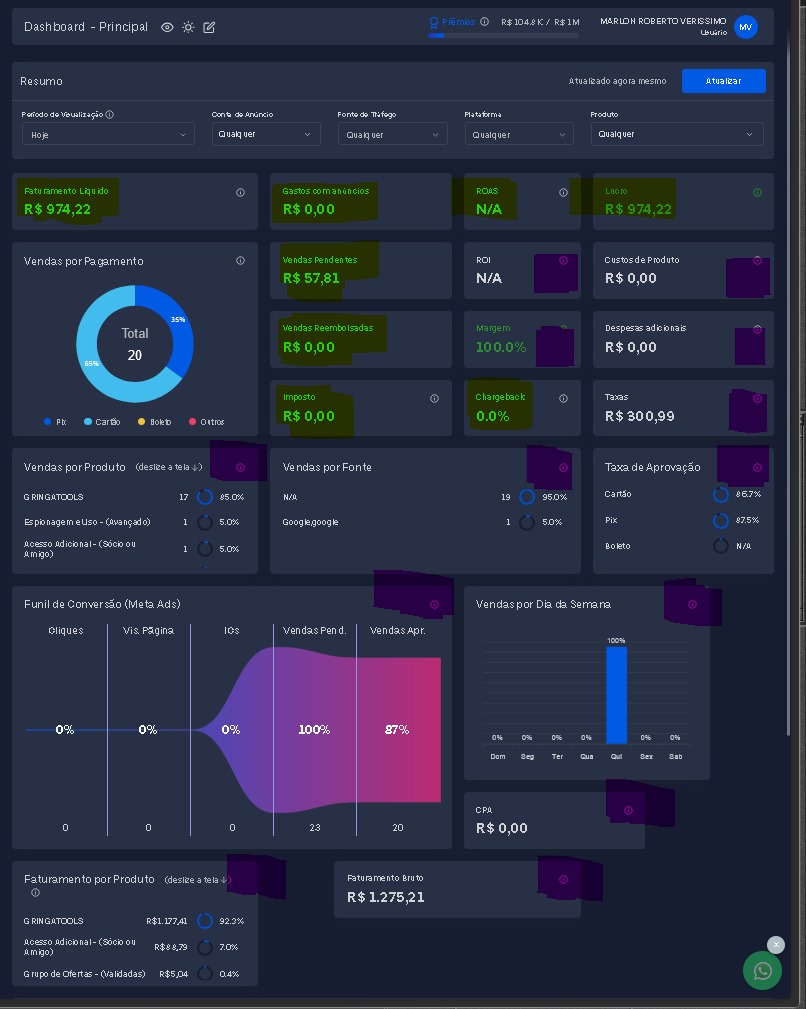 Dashboard - Principal
Prêmios
R$ 104.8K / R$ 1M
MARLON ROBERTO VERISSIMO
Usuário
MV
Resumo
Atualizado agora mesmo
Atualizar
Período de Visualização
Conta de Anúncio
Fonte de Tráfego
Plataforma
Produto
Hoje
Qualquer
Qualquer
Qualquer
Qualquer
Faturamento Líquido
R$ 974,22
Gastos com anúncios
R$ 0,00
ROAS
N/A
Lucro
R$ 974,22
Vendas por Pagamento
35%
Total
20
65%
Pix
Cartão
Boleto
Outros
Vendas Pendentes
R$ 57,81
ROI
N/A
Custos de Produto
R$ 0,00
Vendas Reembolsadas
R$ 0,00
Margem
100.0%
Despesas adicionais
R$ 0,00
Imposto
R$ 0,00
Chargeback
0.0%
Taxas
R$ 300,99
Vendas por Produto (deslize a tela ↓)
GRINGATOOLS 17 85.0%
Espionagem e Uso - (Avançado) 1 5.0%
Acesso Adicional - (Sócio ou
Amigo) 1 5.0%
Vendas por Fonte
N/A 19 95.0%
Google,google 1 5.0%
Taxa de Aprovação
Cartão 86.7%
Pix 87.5%
Boleto N/A
Funil de Conversão (Meta Ads)
Cliques Vis. Página ICs Vendas Pend. Vendas Apr.
0% 0% 0% 100% 87%
0 0 0 23 20
Vendas por Dia da Semana
100%
0% 0% 0% 0% 0% 0%
Dom Seg Ter Qua Qui Sex Sab
CPA
R$ 0,00
Faturamento por Produto (deslize a tela ↓)
GRINGATOOLS R$1.177,41 92.3%
Acesso Adicional - (Sócio ou
Amigo) R$88,79 7.0%
Grupo de Ofertas - (Validadas) R$5,04 0.4%
Faturamento Bruto
R$ 1.275,21